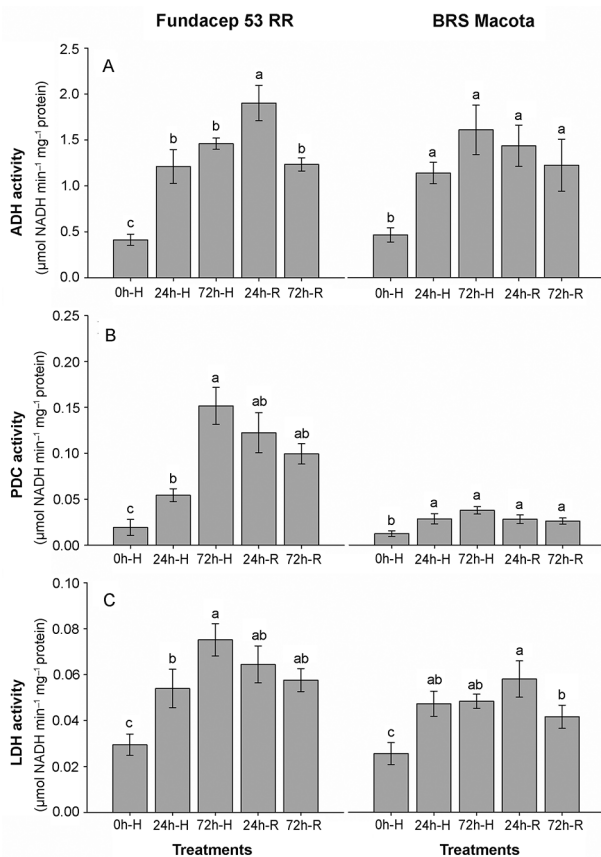 Fundacep 53 RR BRS Macota
A
ADH activity
(μmol NADH min⁻¹ mg⁻¹ protein)
2.5
2.0
1.5
1.0
0.5
0.0
c b b a b
b a a a a
0h-H 24h-H 72h-H 24h-R 72h-R 0h-H 24h-H 72h-H 24h-R 72h-R
B
PDC activity
(μmol NADH min⁻¹ mg⁻¹ protein)
0.25
0.20
0.15
0.10
0.05
0.00
c b a ab ab
b a a a a
0h-H 24h-H 72h-H 24h-R 72h-R 0h-H 24h-H 72h-H 24h-R 72h-R
C
LDH activity
(μmol NADH min⁻¹ mg⁻¹ protein)
0.10
0.08
0.06
0.04
0.02
0.00
c b a ab ab
c ab ab a b
0h-H 24h-H 72h-H 24h-R 72h-R 0h-H 24h-H 72h-H 24h-R 72h-R
Treatments Treatments